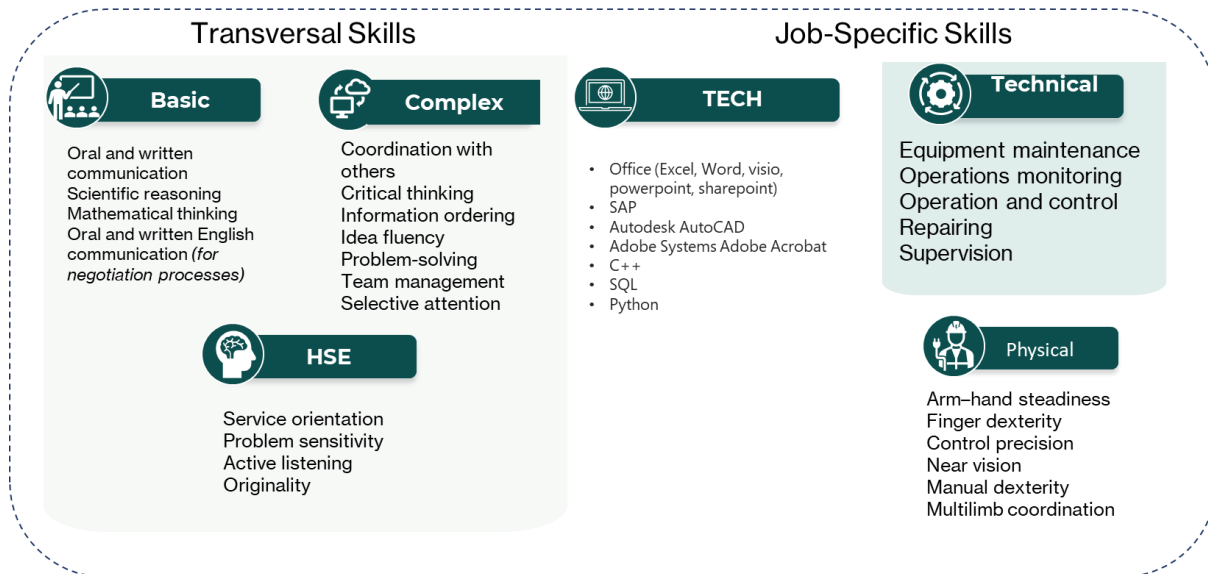 Transversal Skills
Job-Specific Skills
Basic
Oral and written
communication
Scientific reasoning
Mathematical thinking
Oral and written English
communication (for
negotiation processes)
Complex
Coordination with
others
Critical thinking
Information ordering
Idea fluency
Problem-solving
Team management
Selective attention
HSE
Service orientation
Problem sensitivity
Active listening
Originality
TECH
• Office (Excel, Word, visio,
powerpoint, sharepoint)
• SAP
• Autodesk AutoCAD
• Adobe Systems Adobe Acrobat
• C++
• SQL
• Python
Technical
Equipment maintenance
Operations monitoring
Operation and control
Repairing
Supervision
Physical
Arm–hand steadiness
Finger dexterity
Control precision
Near vision
Manual dexterity
Multilimb coordination